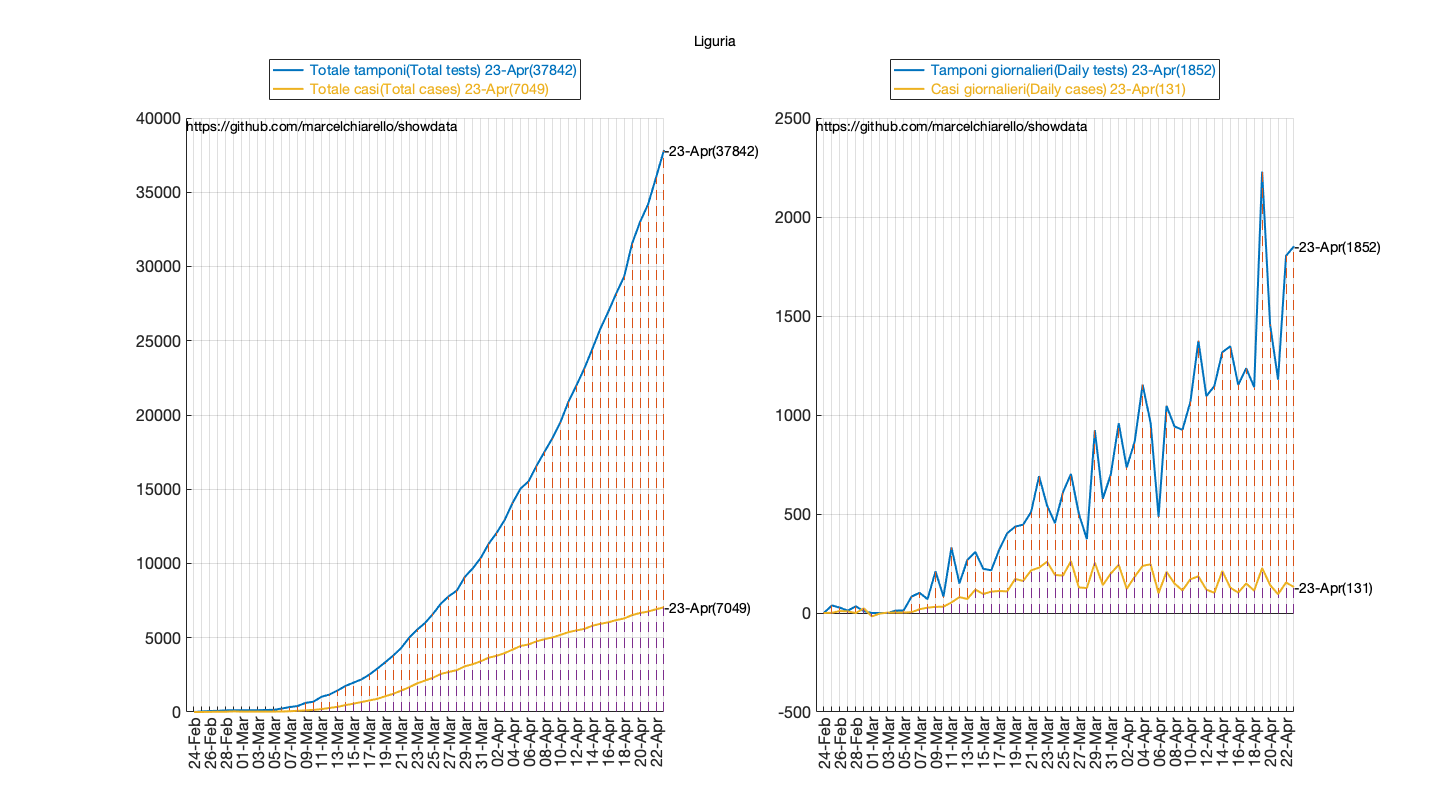 Liguria
Totale tamponi(Total tests) 23-Apr(37842)
Totale casi(Total cases) 23-Apr(7049)
40000
35000
30000
25000
20000
15000
10000
5000
0
https://github.com/marcelchiarello/showdata
23-Apr(37842)
23-Apr(7049)
24-Feb
26-Feb
28-Feb
01-Mar
03-Mar
05-Mar
07-Mar
09-Mar
11-Mar
13-Mar
15-Mar
17-Mar
19-Mar
21-Mar
23-Mar
25-Mar
27-Mar
29-Mar
31-Mar
02-Apr
04-Apr
06-Apr
08-Apr
10-Apr
12-Apr
14-Apr
16-Apr
18-Apr
20-Apr
22-Apr
Tamponi giornalieri(Daily tests) 23-Apr(1852)
Casi giornalieri(Daily cases) 23-Apr(131)
2500
2000
1500
1000
500
0
-500
https://github.com/marcelchiarello/showdata
23-Apr(1852)
23-Apr(131)
24-Feb
26-Feb
28-Feb
01-Mar
03-Mar
05-Mar
07-Mar
09-Mar
11-Mar
13-Mar
15-Mar
17-Mar
19-Mar
21-Mar
23-Mar
25-Mar
27-Mar
29-Mar
31-Mar
02-Apr
04-Apr
06-Apr
08-Apr
10-Apr
12-Apr
14-Apr
16-Apr
18-Apr
20-Apr
22-Apr